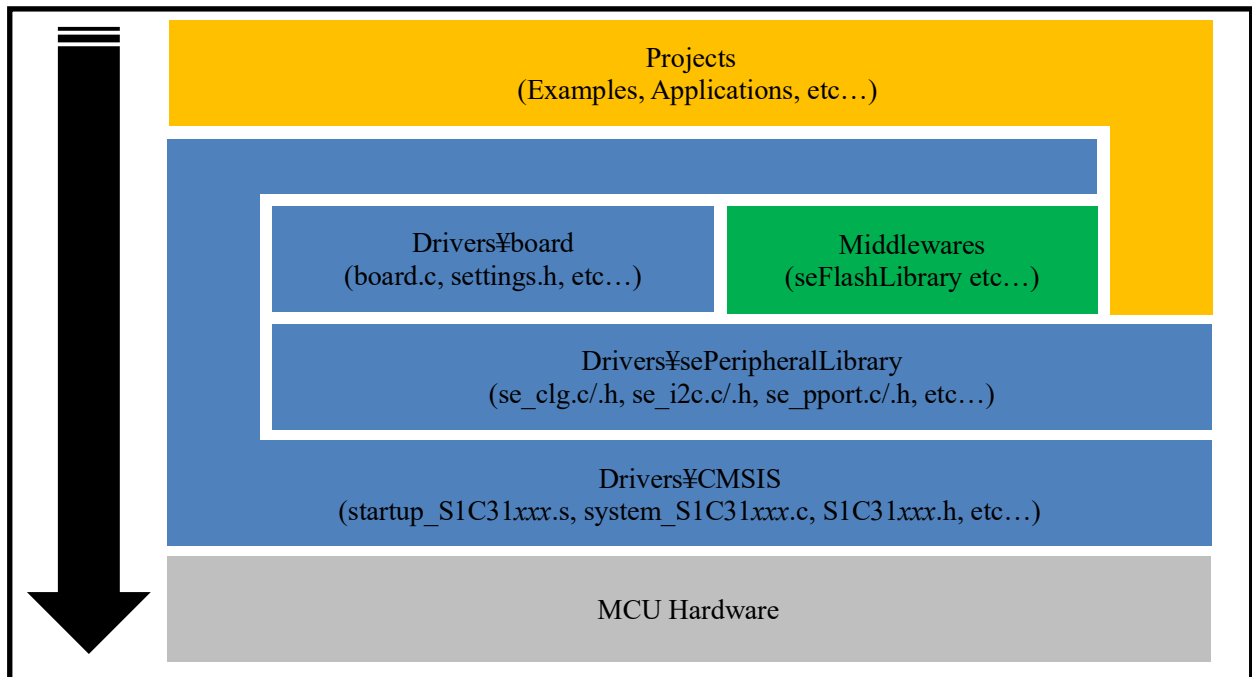 Projects
(Examples, Applications, etc…)
Drivers¥board
(board.c, settings.h, etc…)
Middlewares
(seFlashLibrary etc…)
Drivers¥sePeripheralLibrary
(se_clg.c/.h, se_i2c.c/.h, se_pport.c/.h, etc…)
Drivers¥CMSIS
(startup_S1C31xxx.s, system_S1C31xxx.c, S1C31xxx.h, etc…)
MCU Hardware